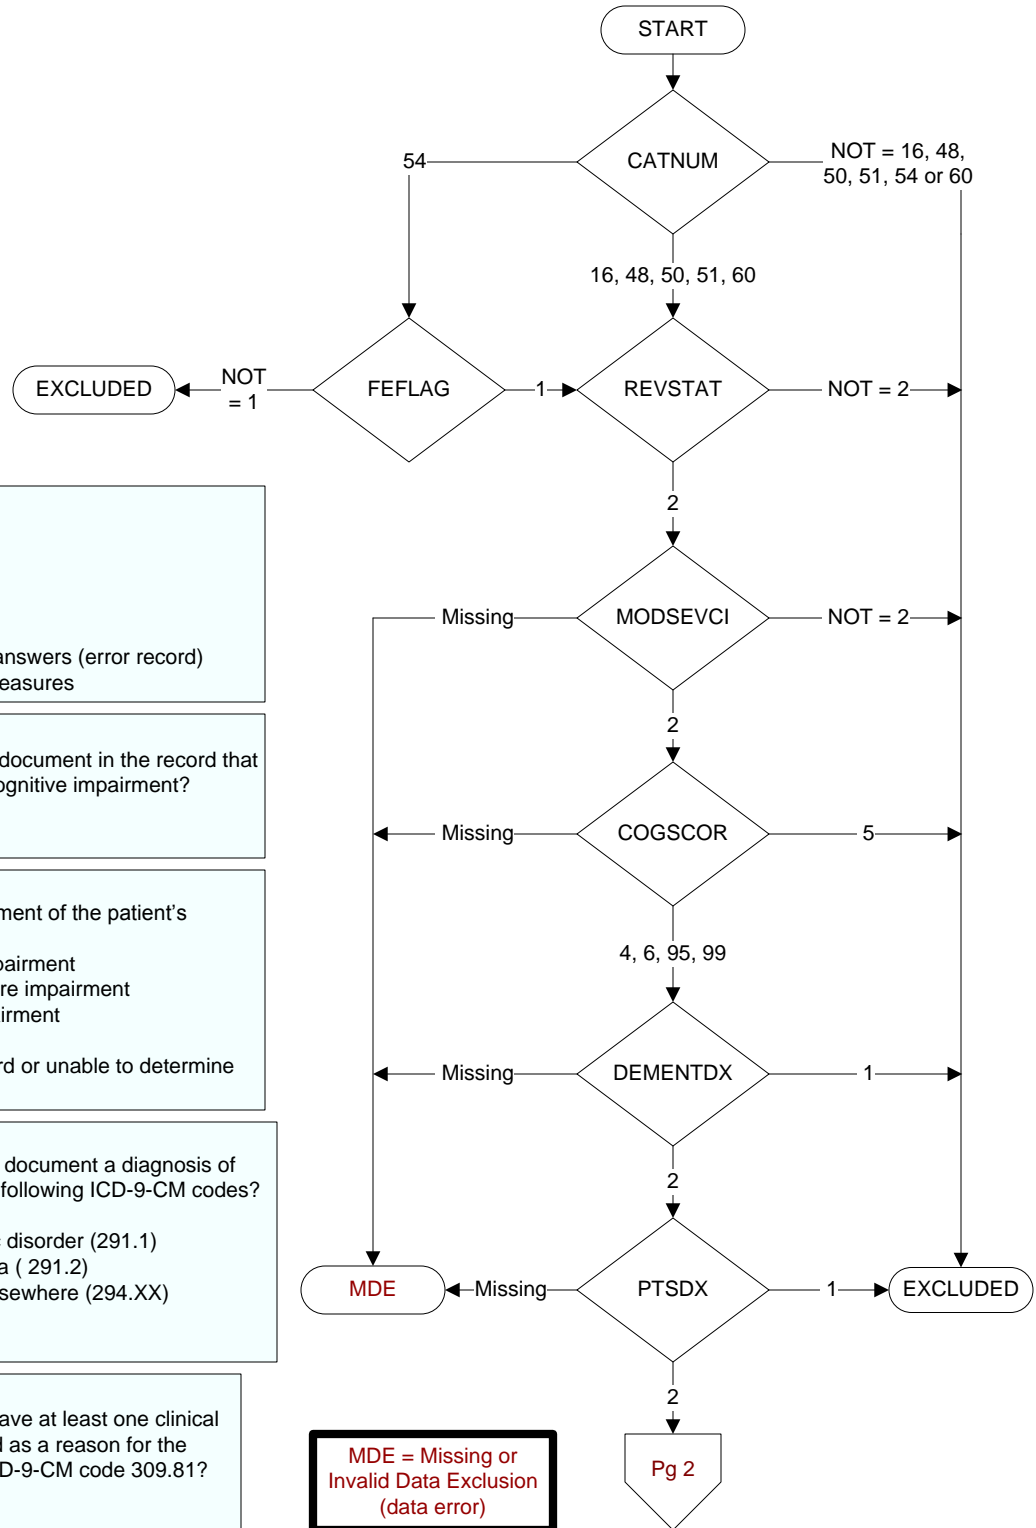 START
CATNUM
54
NOT = 16, 48,
50, 51, 54 or 60
16, 48, 50, 51, 60
EXCLUDED
NOT
= 1
FEFLAG
1
REVSTAT
NOT = 2
2
answers (error record)
easures
Missing
MODSEVCI
NOT = 2
document in the record that
ognitive impairment?
2
Missing
COGSCOR
5
ment of the patient's
pairment
re impairment
airment
rd or unable to determine
4, 6, 95, 99
Missing
DEMENTDX
1
document a diagnosis of
following ICD-9-CM codes?
c disorder (291.1)
a ( 291.2)
sewhere (294.XX)
2
MDE
Missing
PTSDX
1
EXCLUDED
2
ave at least one clinical
d as a reason for the
D-9-CM code 309.81?
MDE = Missing or
Invalid Data Exclusion
(data error)
Pg 2